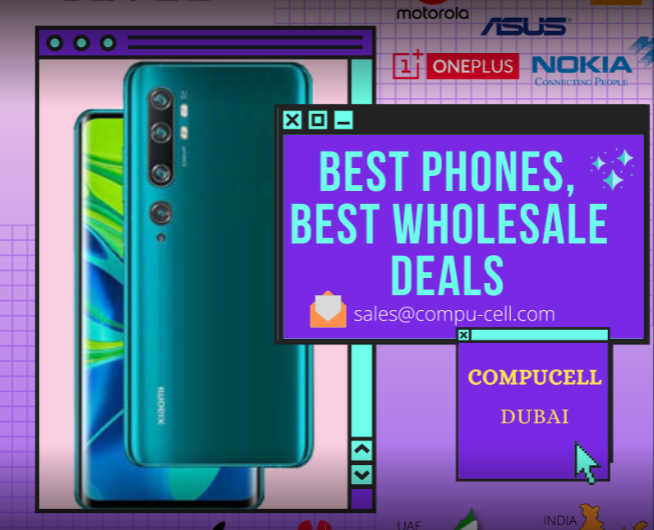 motorola
ASUS
1+ ONEPLUS
NOKIA
CONNECTING PEOPLE
BEST PHONES,
BEST WHOLESALE
DEALS
sales@compu-cell.com
XIAOMI
COMPUCELL
DUBAI
UAE
INDIA